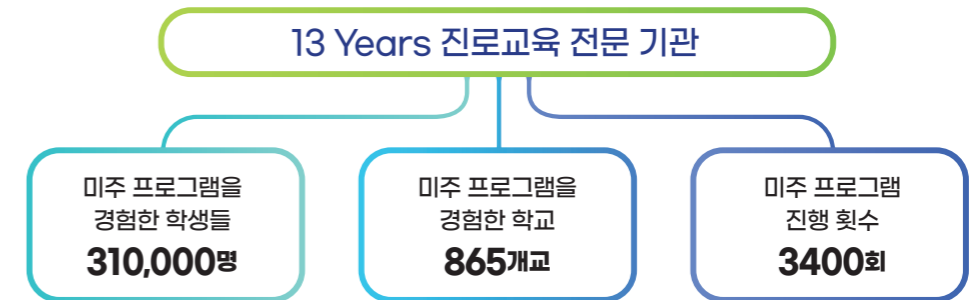 13 Years 진로교육 전문 기관
미주 프로그램을
경험한 학생들
310,000명
미주 프로그램을
경험한 학교
865개교
미주 프로그램
진행 횟수
3400회